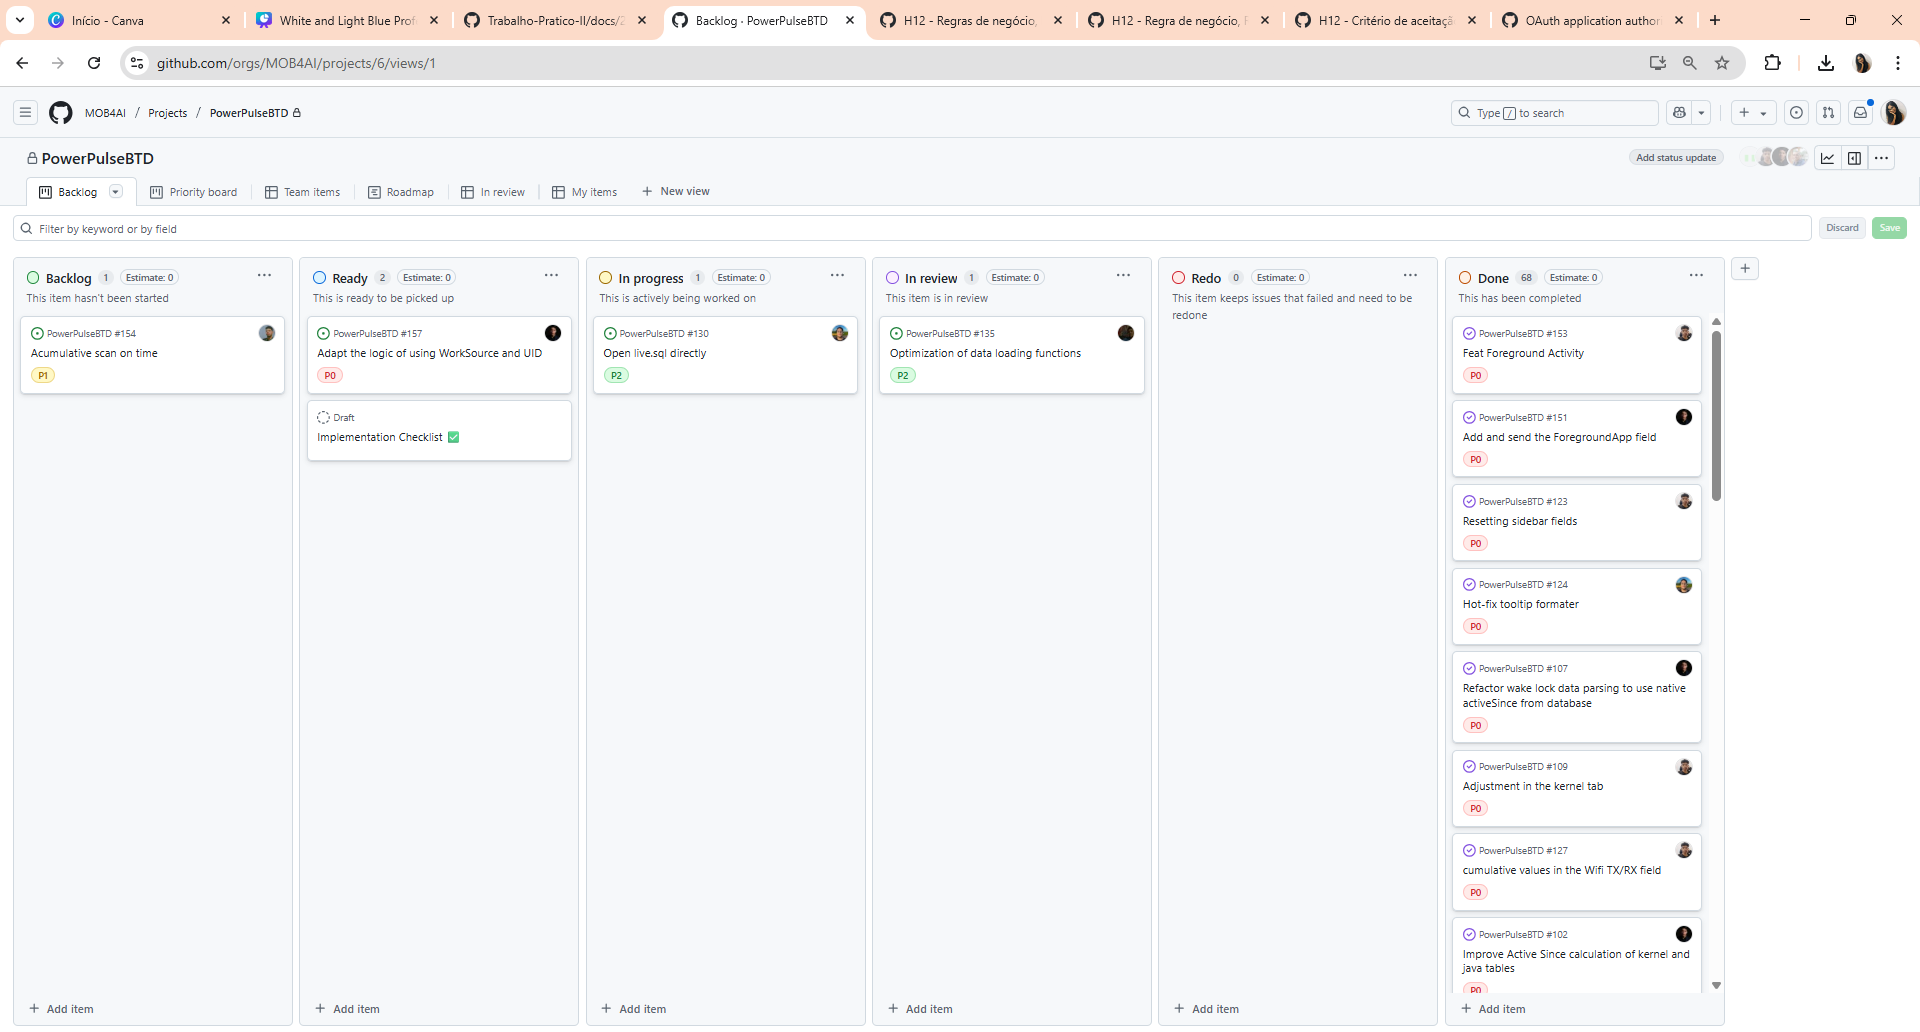 Início - Canva
White and Light Blue Prof
Trabalho-Pratico-II/docs/2
Backlog · PowerPulseBTD
H12 - Regras de negócio,
H12 - Regra de negócio, F
H12 - Critério de aceitaçã
OAuth application author
github.com/orgs/MOB4AI/projects/6/views/1
MOB4AI / Projects / PowerPulseBTD
Type / to search
PowerPulseBTD
Add status update
Backlog
Priority board
Team items
Roadmap
In review
My items
New view
Filter by keyword or by field
Discard
Save
Backlog 1 Estimate: 0
This item hasn't been started
PowerPulseBTD #154
Acumulative scan on time
P1
Add item
Ready 2 Estimate: 0
This is ready to be picked up
PowerPulseBTD #157
Adapt the logic of using WorkSource and UID
P0
Draft
Implementation Checklist ✅
Add item
In progress 1 Estimate: 0
This is actively being worked on
PowerPulseBTD #130
Open live.sql directly
P2
Add item
In review 1 Estimate: 0
This item is in review
PowerPulseBTD #135
Optimization of data loading functions
P2
Add item
Redo 0 Estimate: 0
This item keeps issues that failed and need to be
redone
Add item
Done 68 Estimate: 0
This has been completed
PowerPulseBTD #153
Feat Foreground Activity
P0
PowerPulseBTD #151
Add and send the ForegroundApp field
P0
PowerPulseBTD #123
Resetting sidebar fields
P0
PowerPulseBTD #124
Hot-fix tooltip formater
P0
PowerPulseBTD #107
Refactor wake lock data parsing to use native
activeSince from database
P0
PowerPulseBTD #109
Adjustment in the kernel tab
P0
PowerPulseBTD #127
cumulative values in the Wifi TX/RX field
P0
PowerPulseBTD #102
Improve Active Since calculation of kernel and
java tables
P0
Add item